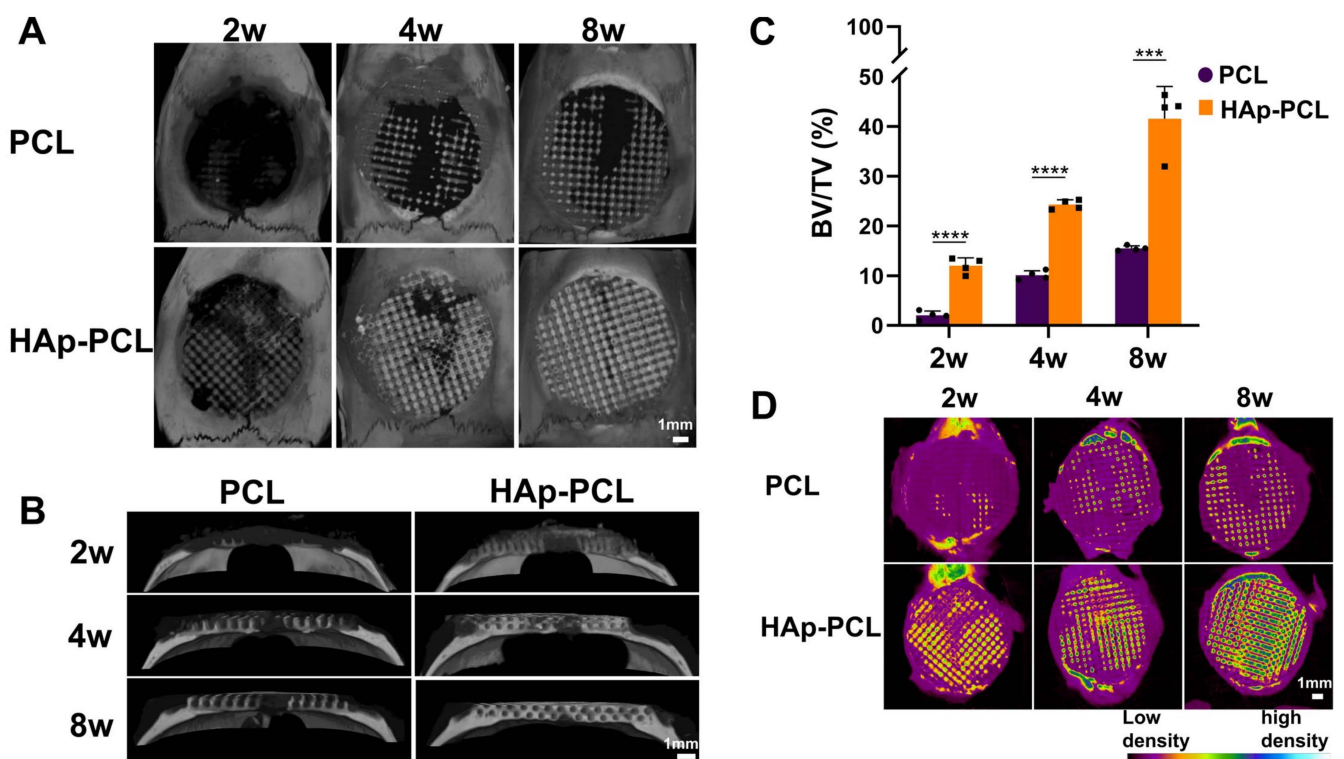 A
2w 4w 8w
PCL
HAp-PCL
1mm
B
PCL HAp-PCL
2w
4w
8w
1mm
C
100
50
40
30
20
10
0
BV/TV (%)
**** **** ***
2w 4w 8w
PCL
HAp-PCL
D
2w 4w 8w
PCL
HAp-PCL
1mm
Low density
high density